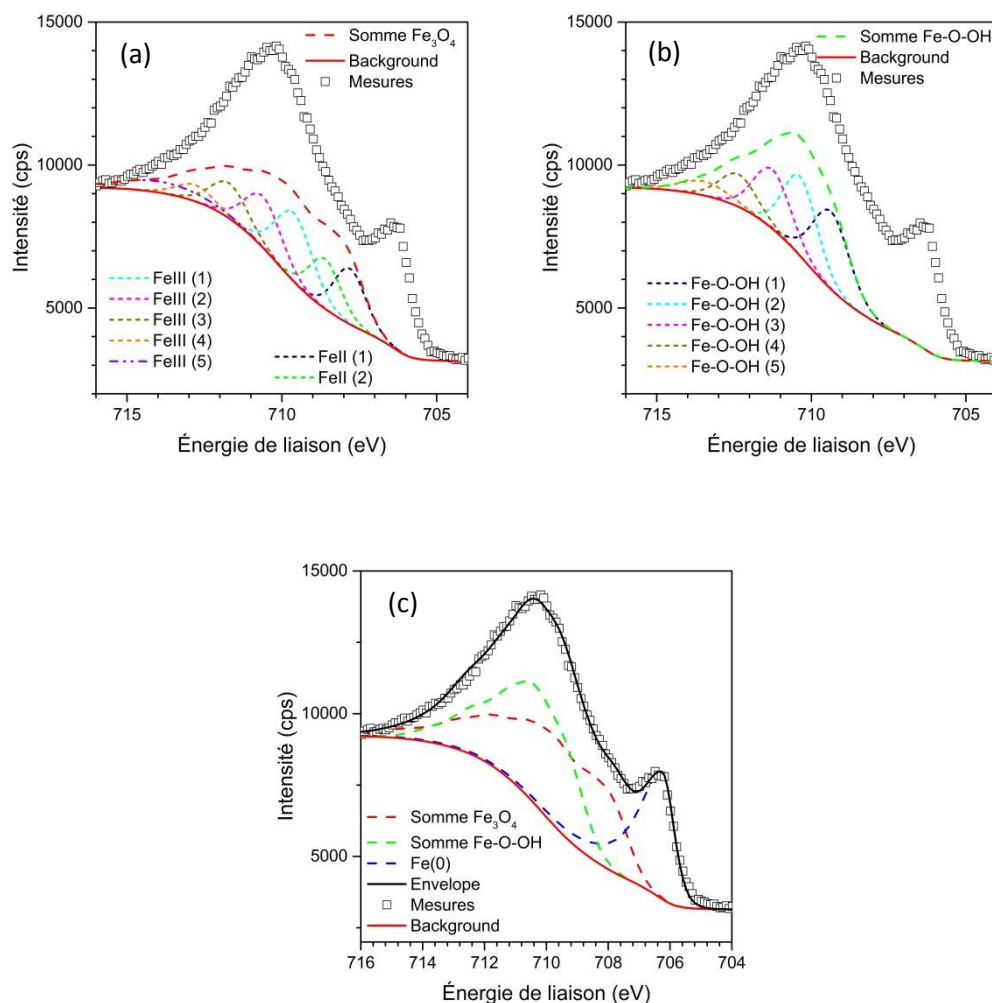 (a)
Somme Fe₃O₄
Background
Mesures
15000
10000
5000
Intensité (cps)
FeIII (1)
FeIII (2)
FeIII (3)
FeIII (4)
FeIII (5)
FeII (1)
FeII (2)
715
710
705
Énergie de liaison (eV)
(b)
Somme Fe-O-OH
Background
Mesures
15000
10000
5000
Intensité (cps)
Fe-O-OH (1)
Fe-O-OH (2)
Fe-O-OH (3)
Fe-O-OH (4)
Fe-O-OH (5)
715
710
705
Énergie de liaison (eV)
(c)
15000
10000
5000
Intensité (cps)
Somme Fe₃O₄
Somme Fe-O-OH
Fe(0)
Envelope
Mesures
Background
716
714
712
710
708
706
704
Énergie de liaison (eV)